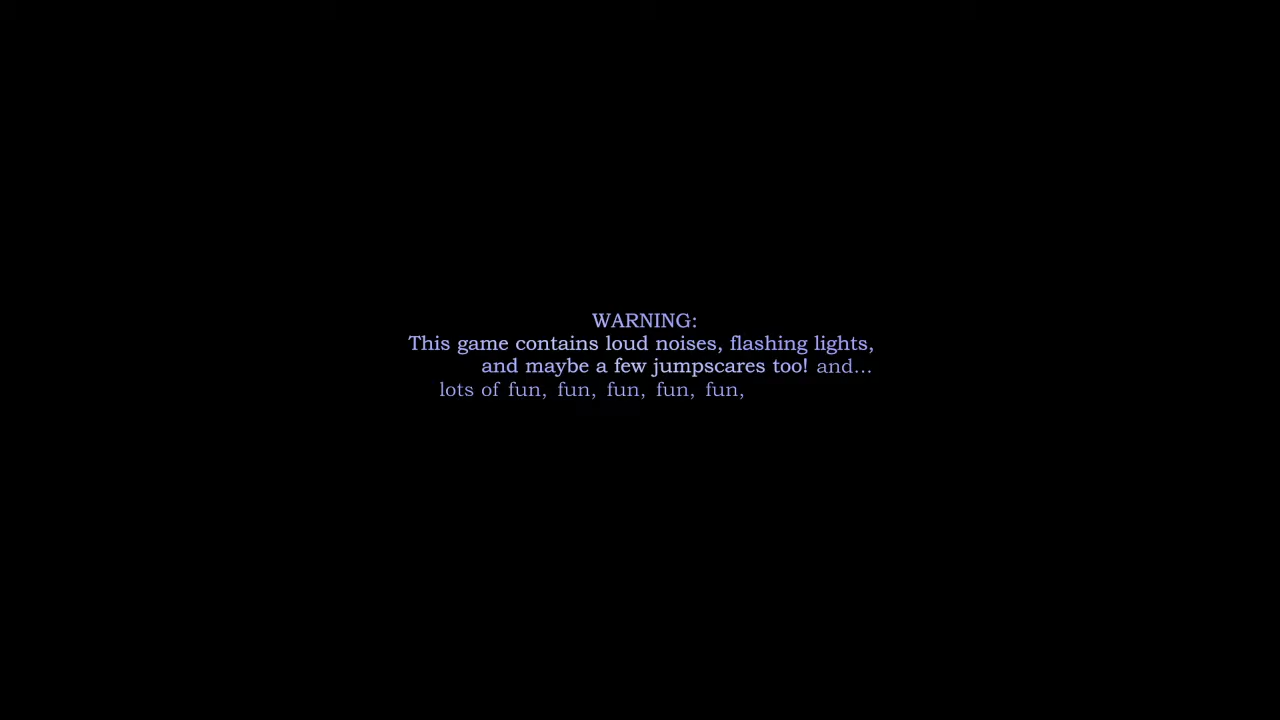 WARNING:
This game contains loud noises, flashing lights,
and maybe a few jumpscares too! and...
lots of fun, fun, fun, fun, fun,